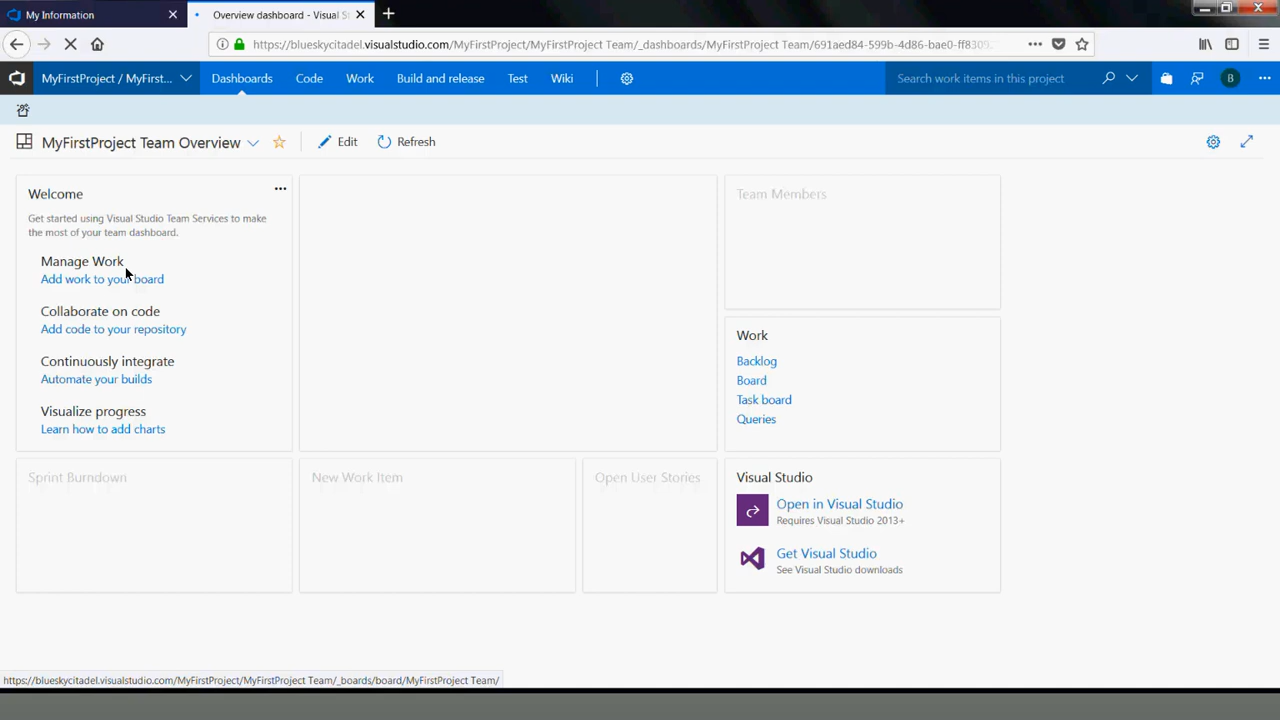 My Information
Overview dashboard - Visual St
https://blueskycitadel.visualstudio.com/MyFirstProject/MyFirstProject Team/_dashboards/MyFirstProject Team/691aed84-599b-4d86-bae0-ff8309
MyFirstProject / MyFirst...
Dashboards
Code
Work
Build and release
Test
Wiki
Search work items in this project
B
MyFirstProject Team Overview
Edit
Refresh
Welcome
Get started using Visual Studio Team Services to make
the most of your team dashboard.
Manage Work
Add work to your board
Collaborate on code
Add code to your repository
Continuously integrate
Automate your builds
Visualize progress
Learn how to add charts
Team Members
Work
Backlog
Board
Task board
Queries
Sprint Burndown
New Work Item
Open User Stories
Visual Studio
Open in Visual Studio
Requires Visual Studio 2013+
Get Visual Studio
See Visual Studio downloads
https://blueskycitadel.visualstudio.com/MyFirstProject/MyFirstProject Team/_boards/board/MyFirstProject Team/